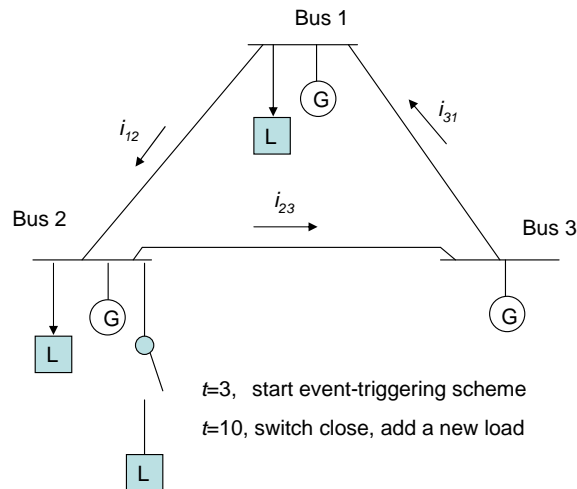 Bus 1
G
L
i12
i31
Bus 2
i23
Bus 3
L
G
G
t=3, start event-triggering scheme
t=10, switch close, add a new load
L